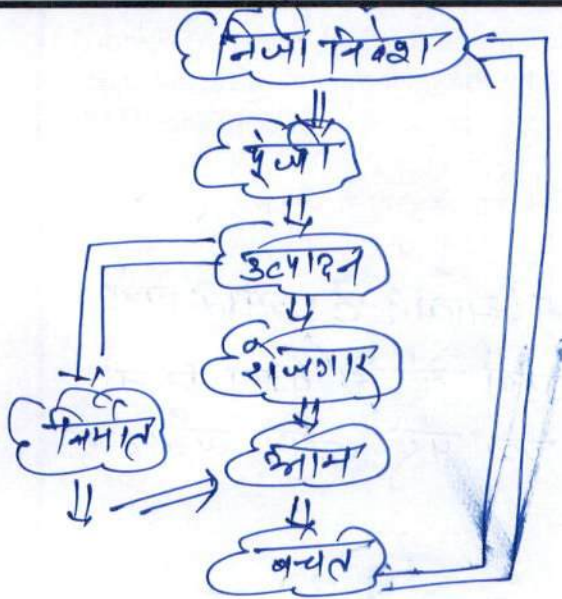 निजी निवेश
पूंजी
उत्पादन
रोजगार
निर्यात
आय
बचत